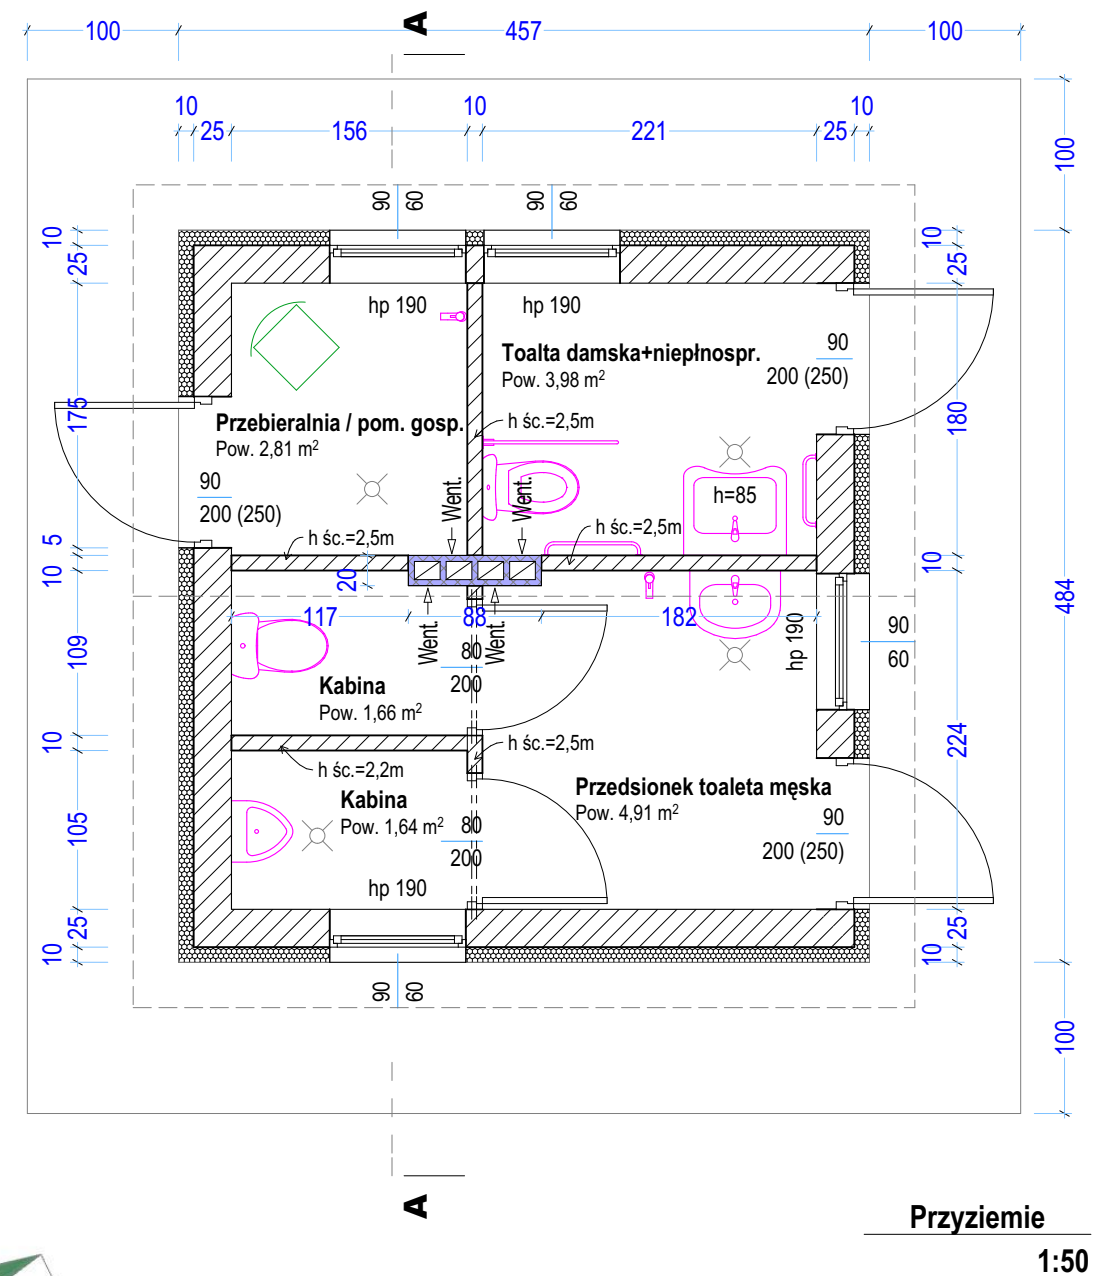 A
100
457
100
10
10
10
25
156
221
25
100
90
60
90
60
10
10
25
25
hp 190
hp 190
Toalta damska+niepłnospr.
Pow. 3,98 m²
90
200 (250)
175
180
Przebieralnia / pom. gosp.
Pow. 2,81 m²
h śc.=2,5m
90
200 (250)
Went.
Went.
h=85
h śc.=2,5m
h śc.=2,5m
5
10
10
20
484
117
88
182
Went.
Went.
hp 190
90
60
109
80
200
Kabina
Pow. 1,66 m²
10
h śc.=2,5m
224
h śc.=2,2m
Kabina
Pow. 1,64 m²
Przedsionek toaleta męska
Pow. 4,91 m²
105
80
200
90
200 (250)
hp 190
25
25
10
10
90
60
100
A
Przyziemie
1:50